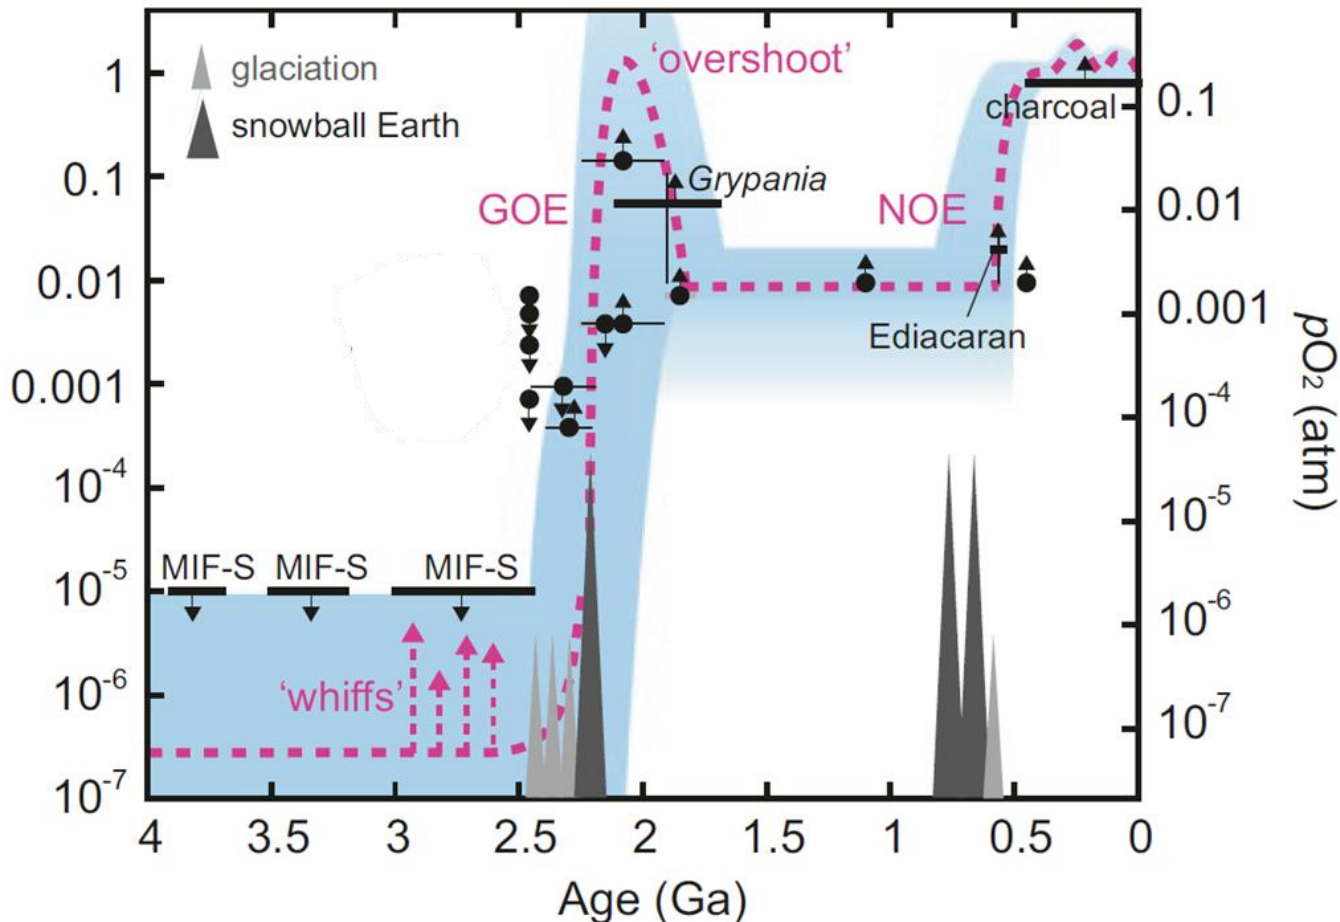 glaciation
snowball Earth
'overshoot'
GOE
Grypania
NOE
charcoal
Ediacaran
MIF-S MIF-S MIF-S
'whiffs'
1
0.1
0.01
0.001
10⁻⁴
10⁻⁵
10⁻⁶
10⁻⁷
0.1
0.01
0.001
10⁻⁴
10⁻⁵
10⁻⁶
10⁻⁷
pO₂ (atm)
4 3.5 3 2.5 2 1.5 1 0.5 0
Age (Ga)